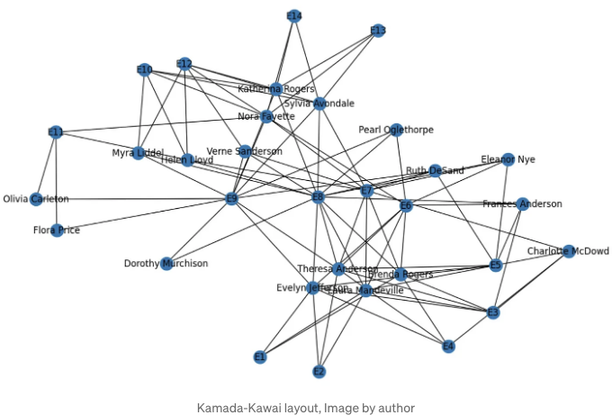 E14
E13
E12
E10
Katherina Rogers
Sylvia Avondale
Nora Fayette
Pearl Oglethorpe
E11
Myra Liddel
Helen Lloyd
Verne Sanderson
Ruth DeSand
Eleanor Nye
E7
Olivia Carleton
E9
E8
E6
Frances Anderson
Flora Price
Charlotte McDowd
Dorothy Murchison
Theresa Anderson
Brenda Rogers
E5
Evelyn Jefferson
Laura Mandeville
E3
E4
E1
E2
Kamada-Kawai layout, Image by author